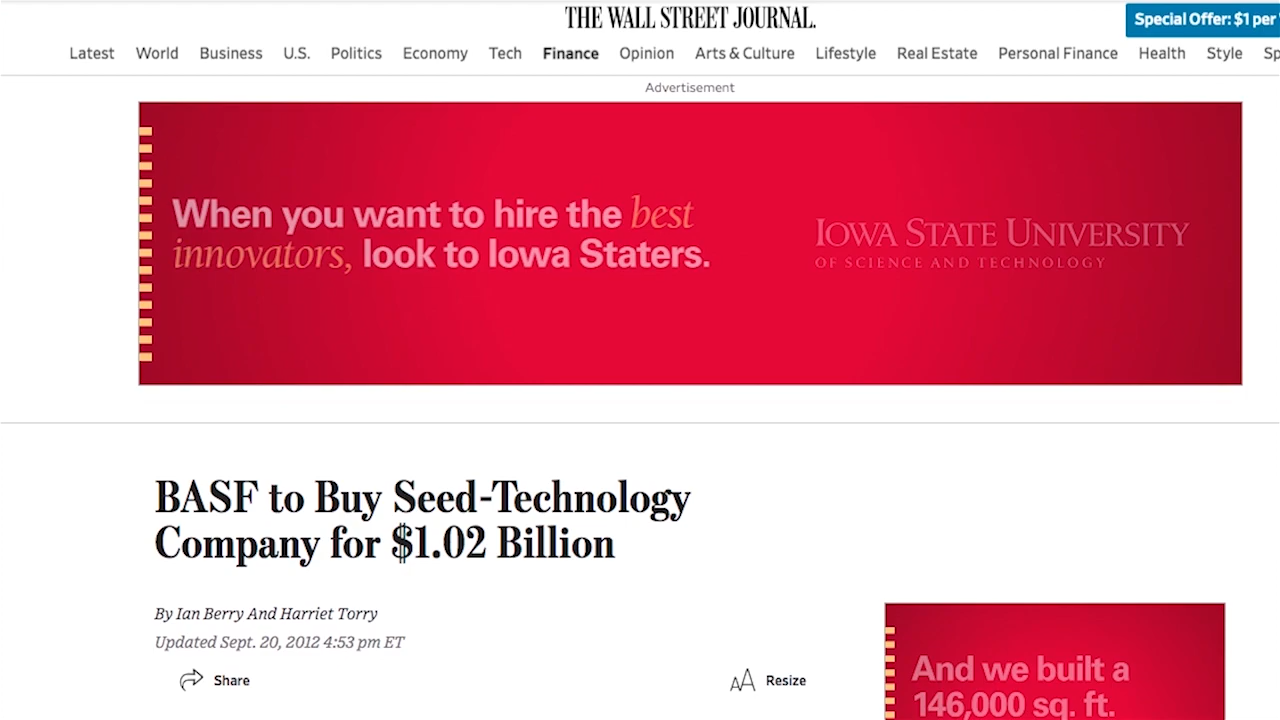 THE WALL STREET JOURNAL.
Special Offer: $1 per
Latest World Business U.S. Politics Economy Tech Finance Opinion Arts & Culture Lifestyle Real Estate Personal Finance Health Style Sp
Advertisement
When you want to hire the best
innovators, look to Iowa Staters.
IOWA STATE UNIVERSITY
OF SCIENCE AND TECHNOLOGY
BASF to Buy Seed-Technology
Company for $1.02 Billion
By Ian Berry And Harriet Torry
Updated Sept. 20, 2012 4:53 pm ET
Share
Resize
And we built a
146,000 sq. ft.